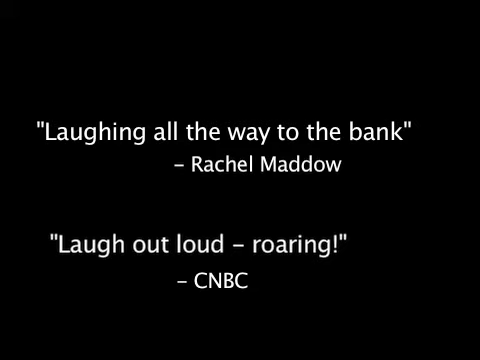 "Laughing all the way to the bank"
– Rachel Maddow
"Laugh out loud – roaring!"
– CNBC